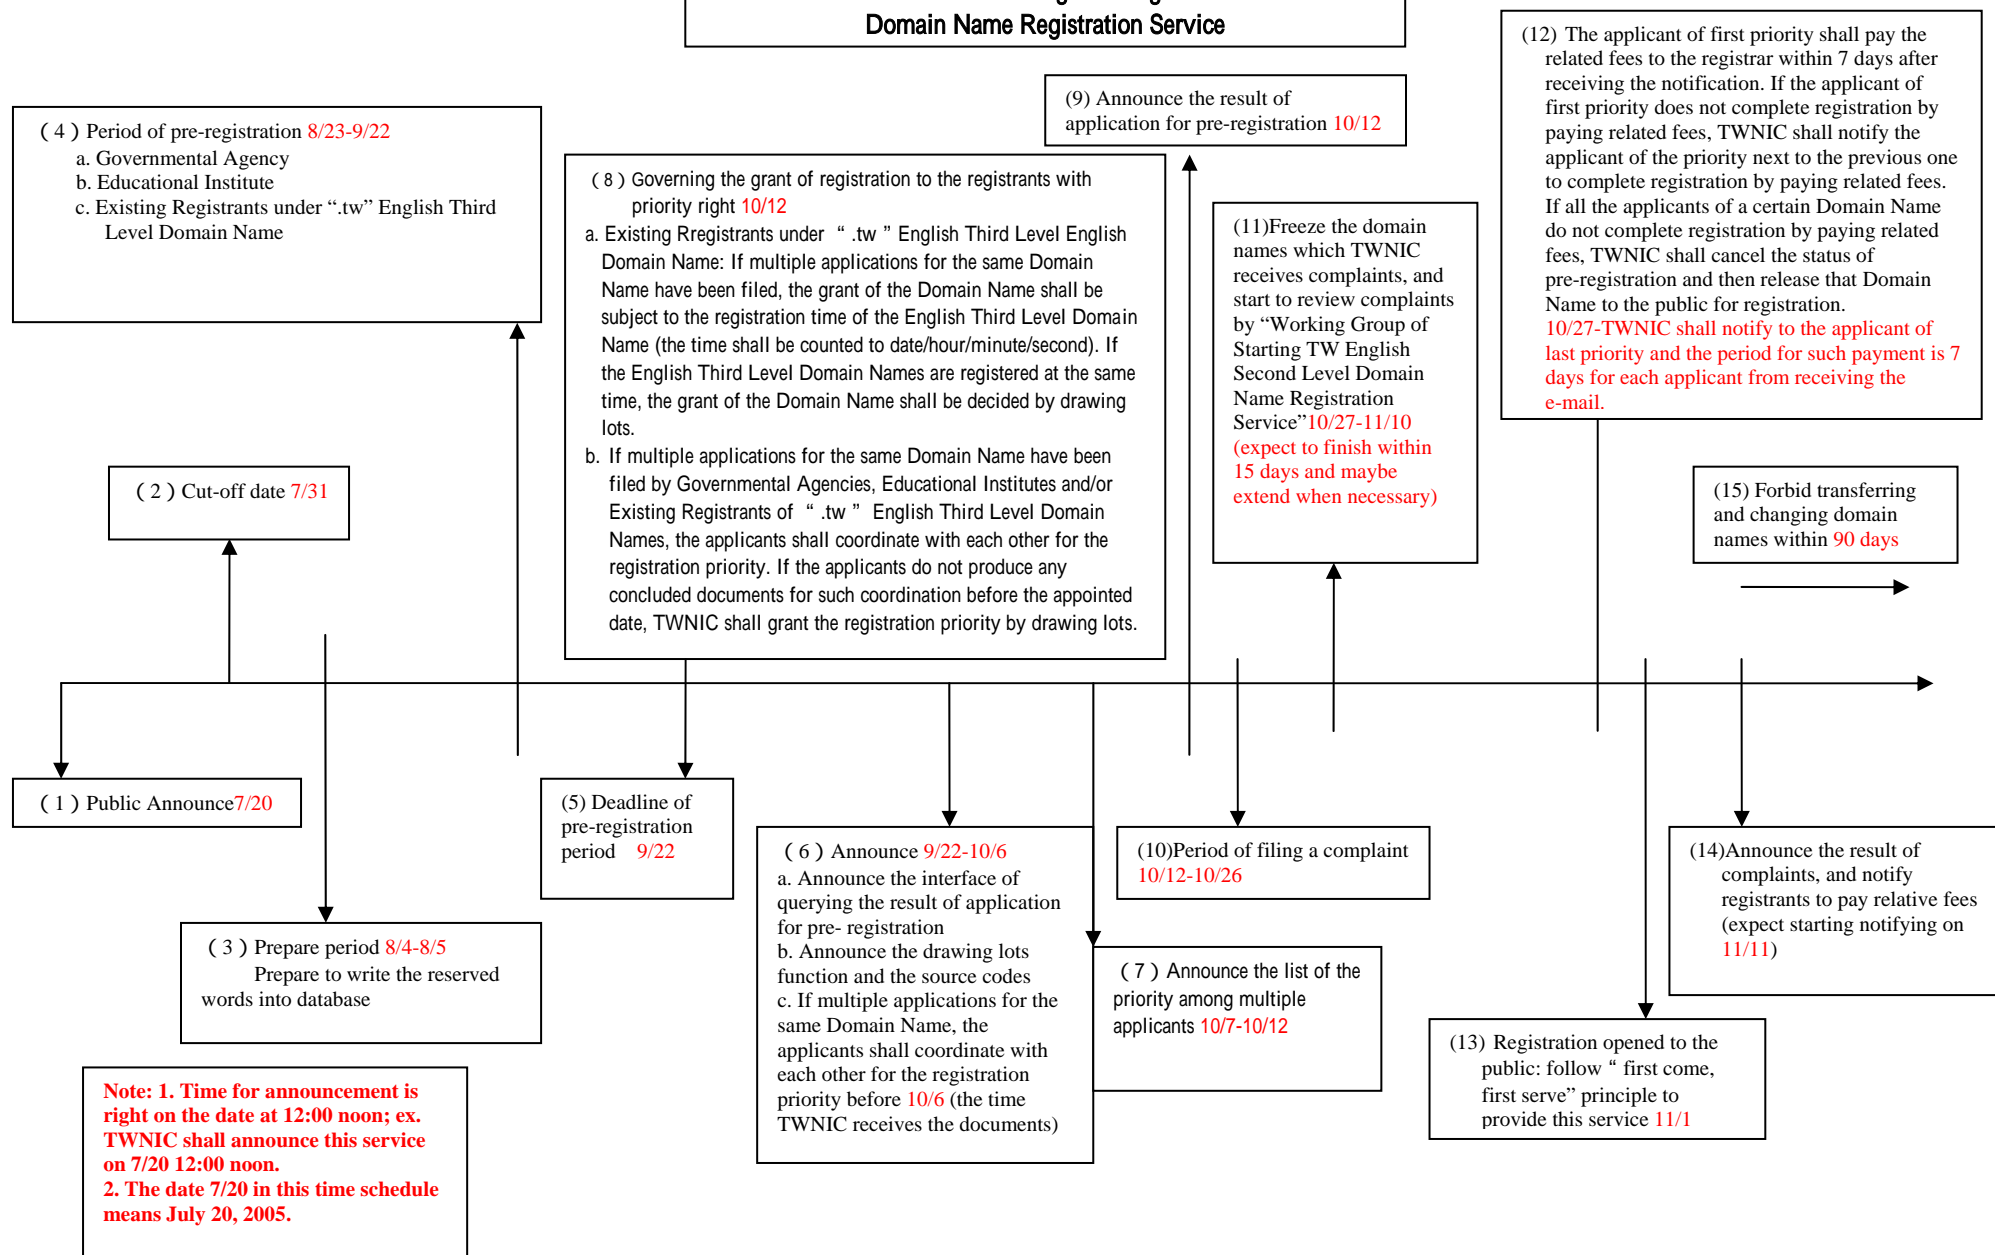 Domain Name Registration Service
(12) The applicant of first priority shall pay the
related fees to the registrar within 7 days after
receiving the notification. If the applicant of
first priority does not complete registration by
paying related fees, TWNIC shall notify the
applicant of the priority next to the previous one
to complete registration by paying related fees.
If all the applicants of a certain Domain Name
do not complete registration by paying related
fees, TWNIC shall cancel the status of
pre-registration and then release that Domain
Name to the public for registration.
10/27-TWNIC shall notify to the applicant of
last priority and the period for such payment is 7
days for each applicant from receiving the
e-mail.
(9) Announce the result of
application for pre-registration 10/12
(4) Period of pre-registration 8/23-9/22
a. Governmental Agency
b. Educational Institute
c. Existing Registrants under “.tw” English Third
Level Domain Name
(8) Governing the grant of registration to the registrants with
priority right 10/12
a. Existing Rregistrants under “ .tw ” English Third Level English
Domain Name: If multiple applications for the same Domain
Name have been filed, the grant of the Domain Name shall be
subject to the registration time of the English Third Level Domain
Name (the time shall be counted to date/hour/minute/second). If
the English Third Level Domain Names are registered at the same
time, the grant of the Domain Name shall be decided by drawing
lots.
b. If multiple applications for the same Domain Name have been
filed by Governmental Agencies, Educational Institutes and/or
Existing Registrants of “ .tw ” English Third Level Domain
Names, the applicants shall coordinate with each other for the
registration priority. If the applicants do not produce any
concluded documents for such coordination before the appointed
date, TWNIC shall grant the registration priority by drawing lots.
(11)Freeze the domain
names which TWNIC
receives complaints, and
start to review complaints
by “Working Group of
Starting TW English
Second Level Domain
Name Registration
Service”10/27-11/10
(expect to finish within
15 days and maybe
extend when necessary)
(2) Cut-off date 7/31
(15) Forbid transferring
and changing domain
names within 90 days
(1) Public Announce7/20
(5) Deadline of
pre-registration
period 9/22
(6) Announce 9/22-10/6
a. Announce the interface of
querying the result of application
for pre- registration
b. Announce the drawing lots
function and the source codes
c. If multiple applications for the
same Domain Name, the
applicants shall coordinate with
each other for the registration
priority before 10/6 (the time
TWNIC receives the documents)
(10)Period of filing a complaint
10/12-10/26
(14)Announce the result of
complaints, and notify
registrants to pay relative fees
(expect starting notifying on
11/11)
(3) Prepare period 8/4-8/5
Prepare to write the reserved
words into database
(7) Announce the list of the
priority among multiple
applicants 10/7-10/12
(13) Registration opened to the
public: follow “ first come,
first serve” principle to
provide this service 11/1
Note: 1. Time for announcement is
right on the date at 12:00 noon; ex.
TWNIC shall announce this service
on 7/20 12:00 noon.
2. The date 7/20 in this time schedule
means July 20, 2005.